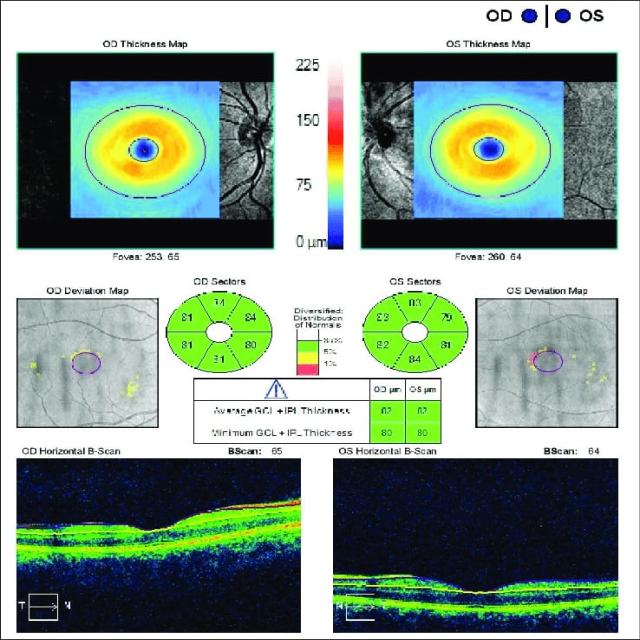 OD OS
OD Thickness Map
OS Thickness Map
225
150
75
0 µm
Fovea: 253, 65
Fovea: 260, 64
OD Deviation Map
OD Sectors
OS Sectors
OS Deviation Map
81 84
81 80
Diversified:
Distribution
of Normals
95%
5%
1%
83
83 79
82 81
84
OD µm OS µm
Average GCL + IPL Thickness 82 82
Minimum GCL + IPL Thickness 80 80
OD Horizontal B-Scan BScan: 65
OS Horizontal B-Scan BScan: 64
T N